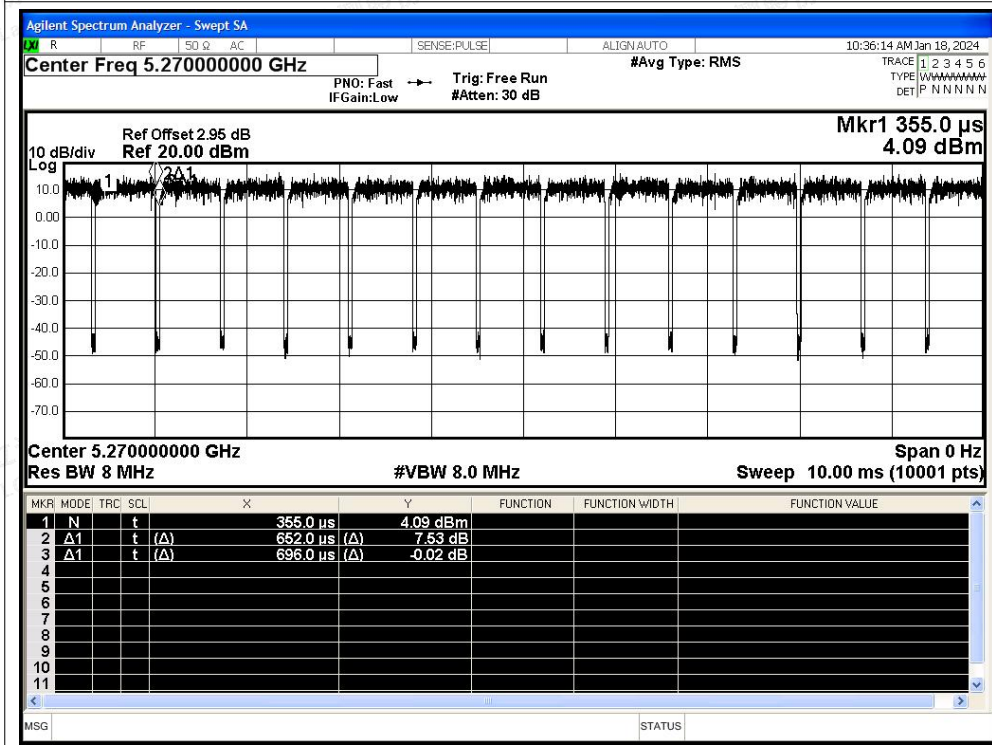 Agilent Spectrum Analyzer - Swept SA
LXI R RF 50 Ω AC SENSE:PULSE ALIGN AUTO 10:36:14 AM Jan 18, 2024
Center Freq 5.270000000 GHz #Avg Type: RMS TRACE 1 2 3 4 5 6
PNO: Fast Trig: Free Run TYPE W
IFGain:Low #Atten: 30 dB DET P N N N N N
Mkr1 355.0 µs
4.09 dBm
Ref Offset 2.95 dB
10 dB/div Ref 20.00 dBm
Log
1 2Δ1
10.0
0.00
-10.0
-20.0
-30.0
-40.0
-50.0
-60.0
-70.0
Center 5.270000000 GHz Span 0 Hz
Res BW 8 MHz #VBW 8.0 MHz Sweep 10.00 ms (10001 pts)
MKR MODE TRC SCL X Y FUNCTION FUNCTION WIDTH FUNCTION VALUE
1 N t 355.0 µs 4.09 dBm
2 Δ1 t (Δ) 652.0 µs (Δ) 7.53 dB
3 Δ1 t (Δ) 696.0 µs (Δ) -0.02 dB
4
5
6
7
8
9
10
11
MSG STATUS